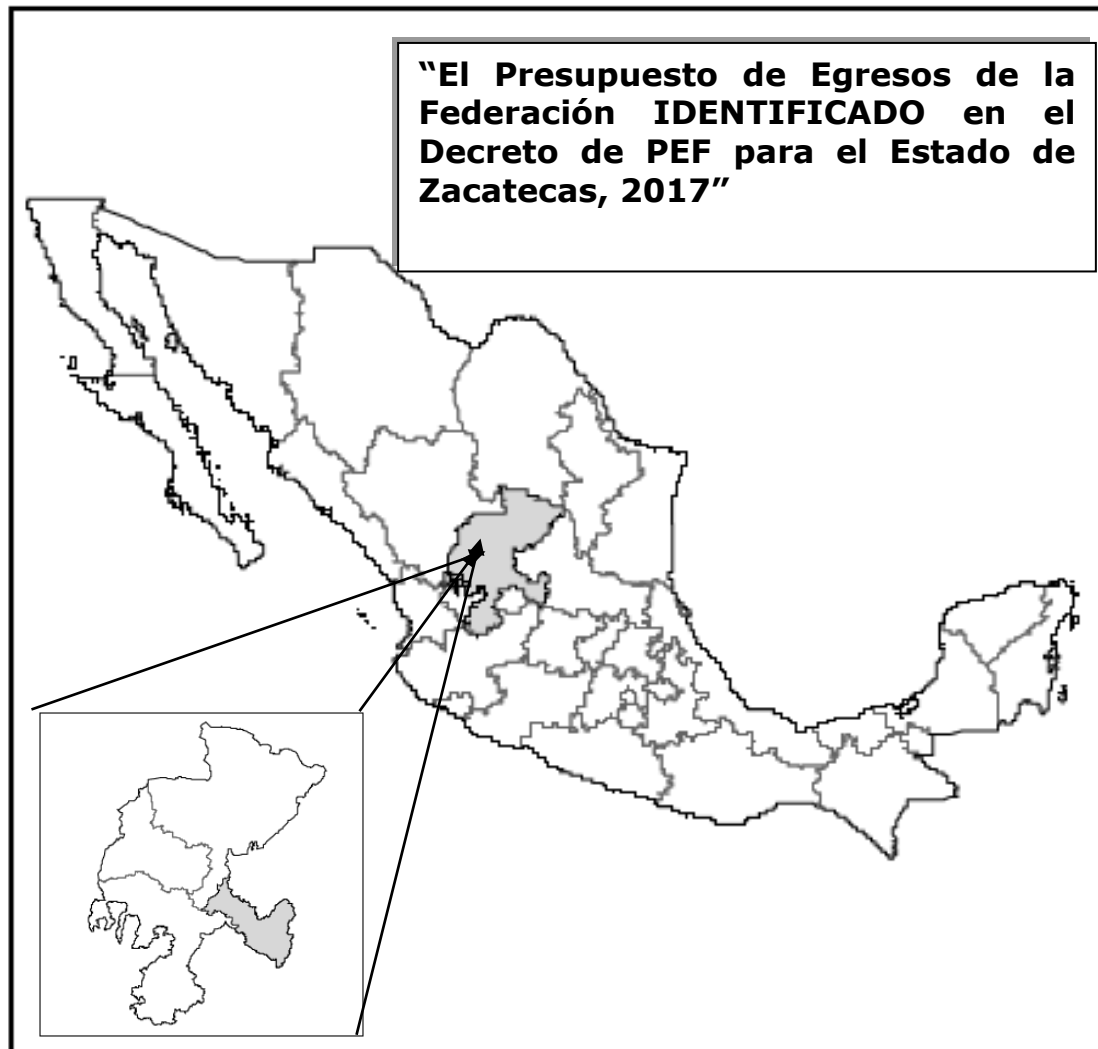 “El Presupuesto de Egresos de la
Federación IDENTIFICADO en el
Decreto de PEF para el Estado de
Zacatecas, 2017”